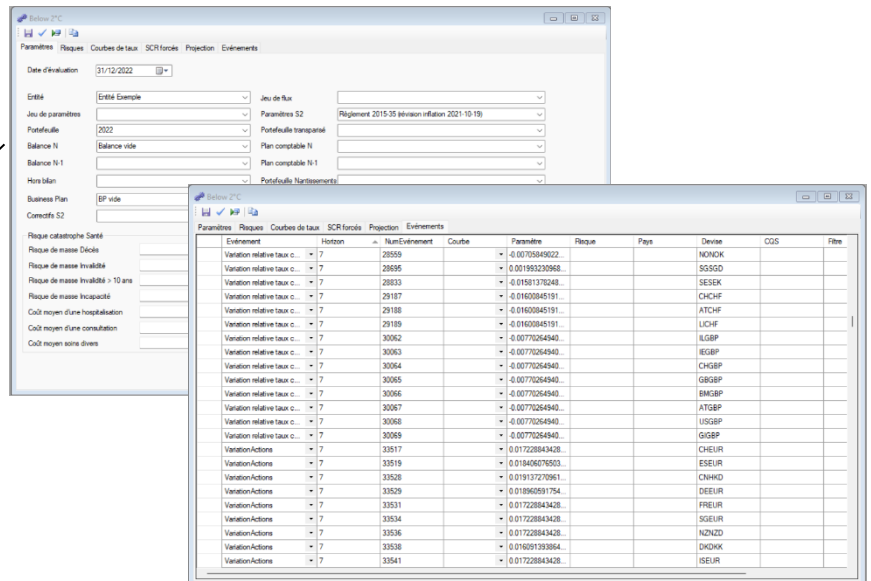 Below 2°C
Paramètres Risques Courbes de taux SCR forcés Projection Evénements
Date d'évaluation 31/12/2022
Entité Entité Exemple Jeu de flux
Jeu de paramètres Paramètres S2 Règlement 2015-35 (révision inflation 2021-10-19)
Portefeuille 2022 Portefeuille transparisé
Balance N Balance vide Plan comptable N
Balance N-1 Plan comptable N-1
Hors bilan Portefeuille Nantissements
Business Plan BP vide
Correctifs S2
Risque catastrophe Santé
Risque de masse Décès
Risque de masse Invalidité
Risque de masse Invalidité > 10 ans
Risque de masse Incapacité
Coût moyen d'une hospitalisation
Coût moyen d'une consultation
Coût moyen soins divers
Below 2°C
Paramètres Risques Courbes de taux SCR forcés Projection Evénements
Evénement Horizon NumEvénement Courbe Paramètre Risque Pays Devise CQS Filtre
Variation relative taux c... 7 28559 -0.00705849022... NONOK
Variation relative taux c... 7 28695 0.001993230968... SGSGD
Variation relative taux c... 7 28833 -0.01581378248... SESEK
Variation relative taux c... 7 29187 -0.01600845191... CHCHF
Variation relative taux c... 7 29188 -0.01600845191... ATCHF
Variation relative taux c... 7 29189 -0.01600845191... LICHF
Variation relative taux c... 7 30062 -0.00770264940... ILGBP
Variation relative taux c... 7 30063 -0.00770264940... IEGBP
Variation relative taux c... 7 30064 -0.00770264940... CHGBP
Variation relative taux c... 7 30065 -0.00770264940... GBGBP
Variation relative taux c... 7 30066 -0.00770264940... BMGBP
Variation relative taux c... 7 30067 -0.00770264940... ATGBP
Variation relative taux c... 7 30068 -0.00770264940... USGBP
Variation relative taux c... 7 30069 -0.00770264940... GIGBP
VariationActions 7 33517 0.017228843428... CHEUR
VariationActions 7 33519 0.018406076503... ESEUR
VariationActions 7 33528 0.019137270961... CNHKD
VariationActions 7 33529 0.018960591754... DEEUR
VariationActions 7 33531 0.017228843428... FREUR
VariationActions 7 33534 0.017228843428... SGEUR
VariationActions 7 33536 0.017228843428... NZNZD
VariationActions 7 33538 0.016091393864... DKDKK
VariationActions 7 33541 0.017228843428... ISEUR